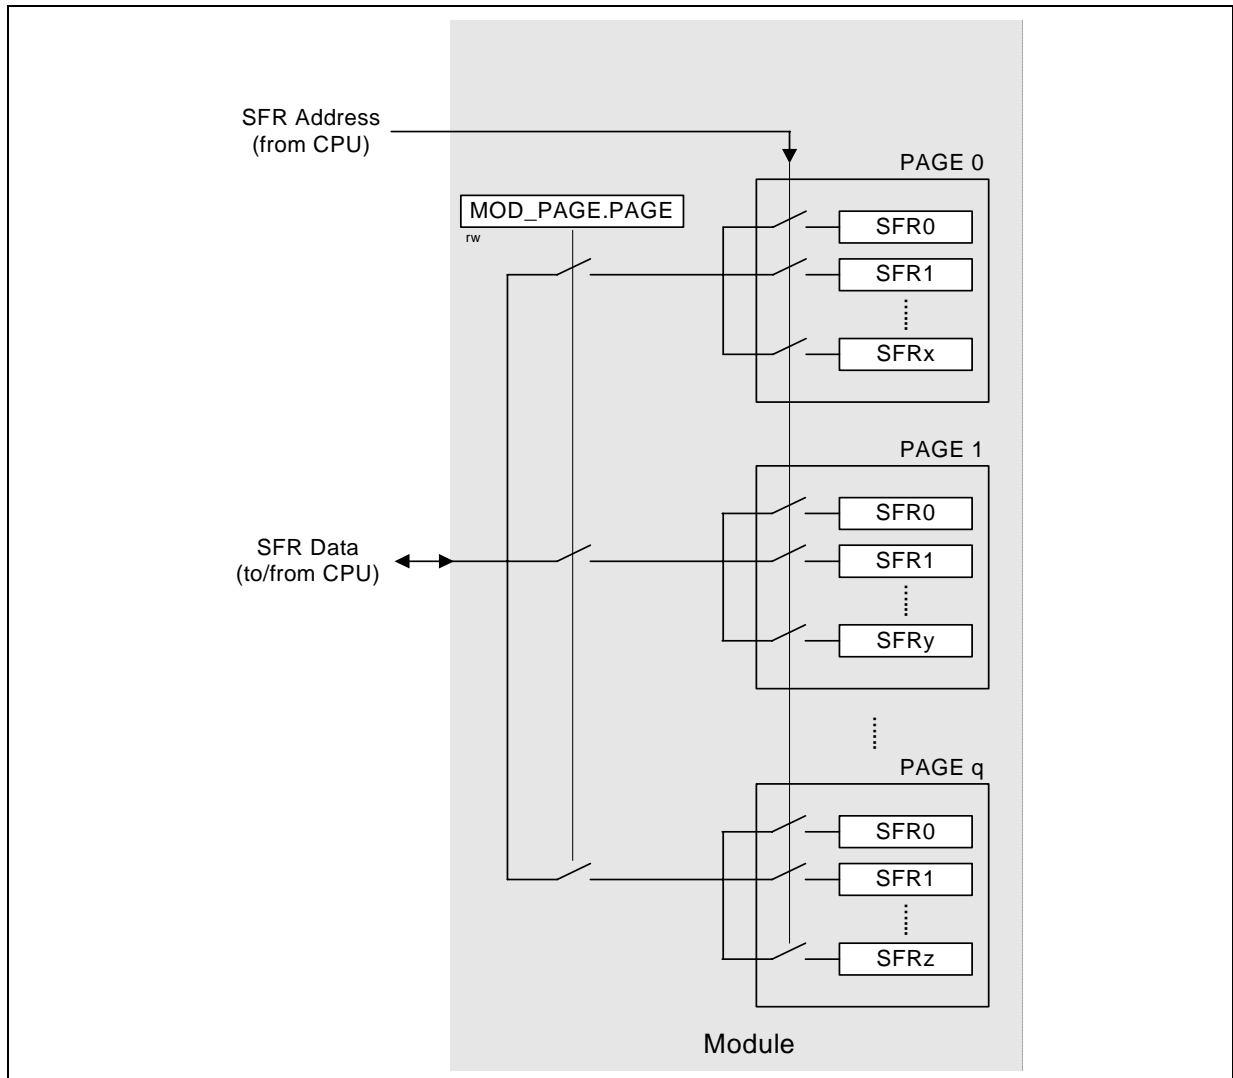 SFR Address
(from CPU)
PAGE 0
MOD_PAGE.PAGE
rw
SFR0
SFR1
SFRx
PAGE 1
SFR0
SFR Data
(to/from CPU)
SFR1
SFRy
PAGE q
SFR0
SFR1
SFRz
Module